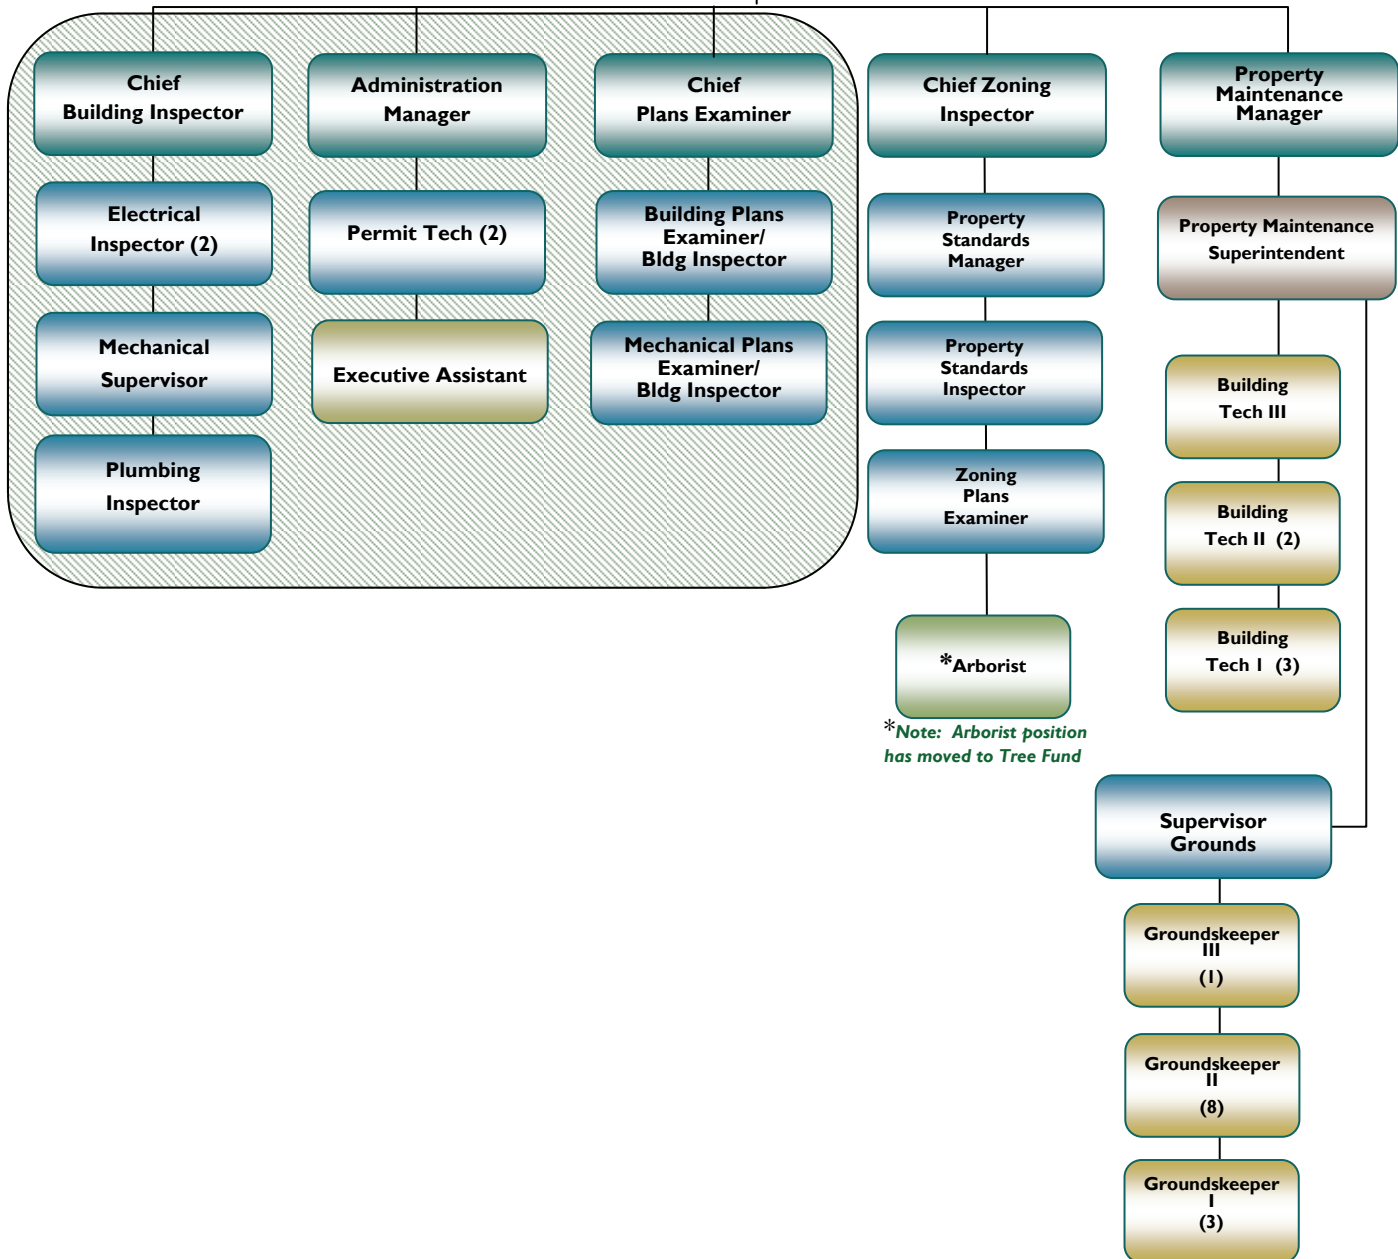 Chief
Building Inspector
Electrical
Inspector (2)
Mechanical
Supervisor
Plumbing
Inspector
Administration
Manager
Permit Tech (2)
Executive Assistant
Chief
Plans Examiner
Building Plans
Examiner/
Bldg Inspector
Mechanical Plans
Examiner/
Bldg Inspector
Chief Zoning
Inspector
Property
Standards
Manager
Property
Standards
Inspector
Zoning
Plans
Examiner
*Arborist
*Note: Arborist position
has moved to Tree Fund
Property
Maintenance
Manager
Property Maintenance
Superintendent
Building
Tech III
Building
Tech II (2)
Building
Tech I (3)
Supervisor
Grounds
Groundskeeper
III
(1)
Groundskeeper
II
(8)
Groundskeeper
I
(3)